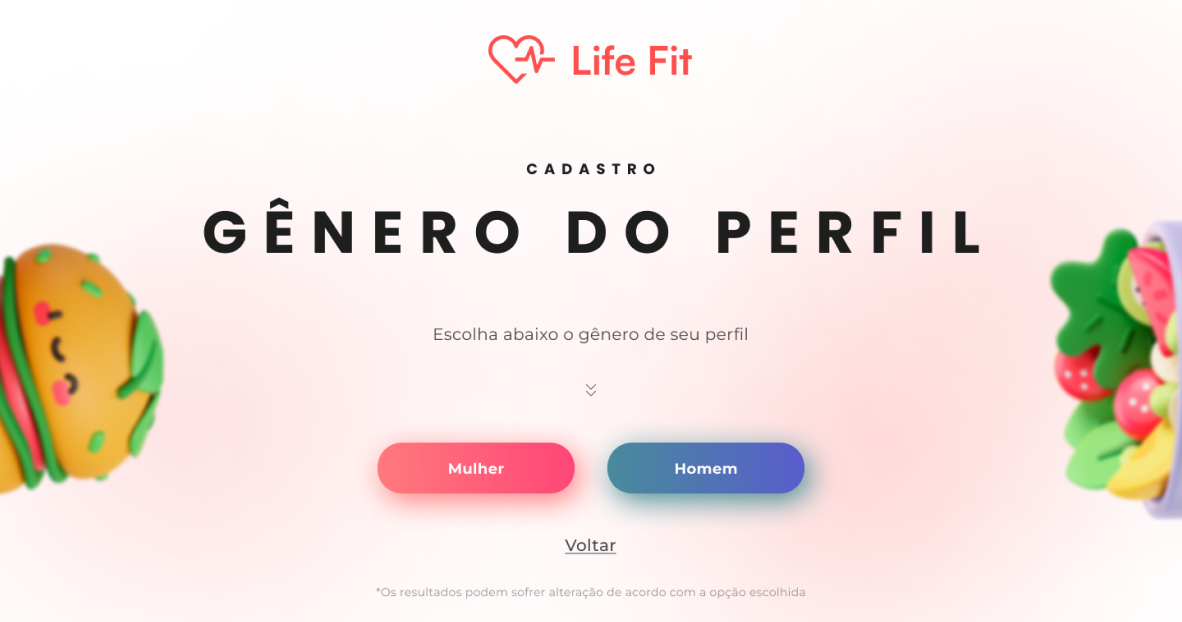 Life Fit
CADASTRO
GÊNERO DO PERFIL
Escolha abaixo o gênero de seu perfil
Mulher
Homem
Voltar
*Os resultados podem sofrer alteração de acordo com a opção escolhida